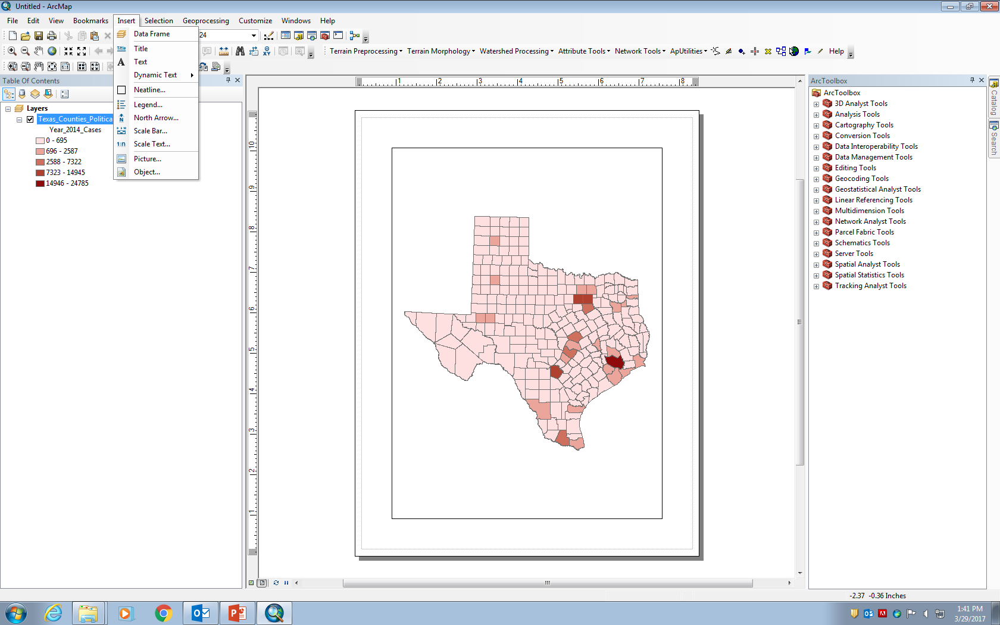 Untitled - ArcMap
File Edit View Bookmarks Insert Selection Geoprocessing Customize Windows Help
Data Frame
Title
Text
Dynamic Text
Neatline...
Legend...
North Arrow...
Scale Bar...
Scale Text...
Picture...
Object...
24
Terrain Preprocessing Terrain Morphology Watershed Processing Attribute Tools Network Tools ApUtilities Help
Table Of Contents
Layers
Texas_Counties_Politica
Year_2014_Cases
0 - 695
696 - 2587
2588 - 7322
7323 - 14945
14946 - 24785
1 2 3 4 5 6 7 8
10
9
8
7
6
5
4
3
2
1
ArcToolbox
ArcToolbox
3D Analyst Tools
Analysis Tools
Cartography Tools
Conversion Tools
Data Interoperability Tools
Data Management Tools
Editing Tools
Geocoding Tools
Geostatistical Analyst Tools
Linear Referencing Tools
Multidimension Tools
Network Analyst Tools
Parcel Fabric Tools
Schematics Tools
Server Tools
Spatial Analyst Tools
Spatial Statistics Tools
Tracking Analyst Tools
Catalog
Search
-2.37 -0.36 Inches
1:41 PM
3/29/2017